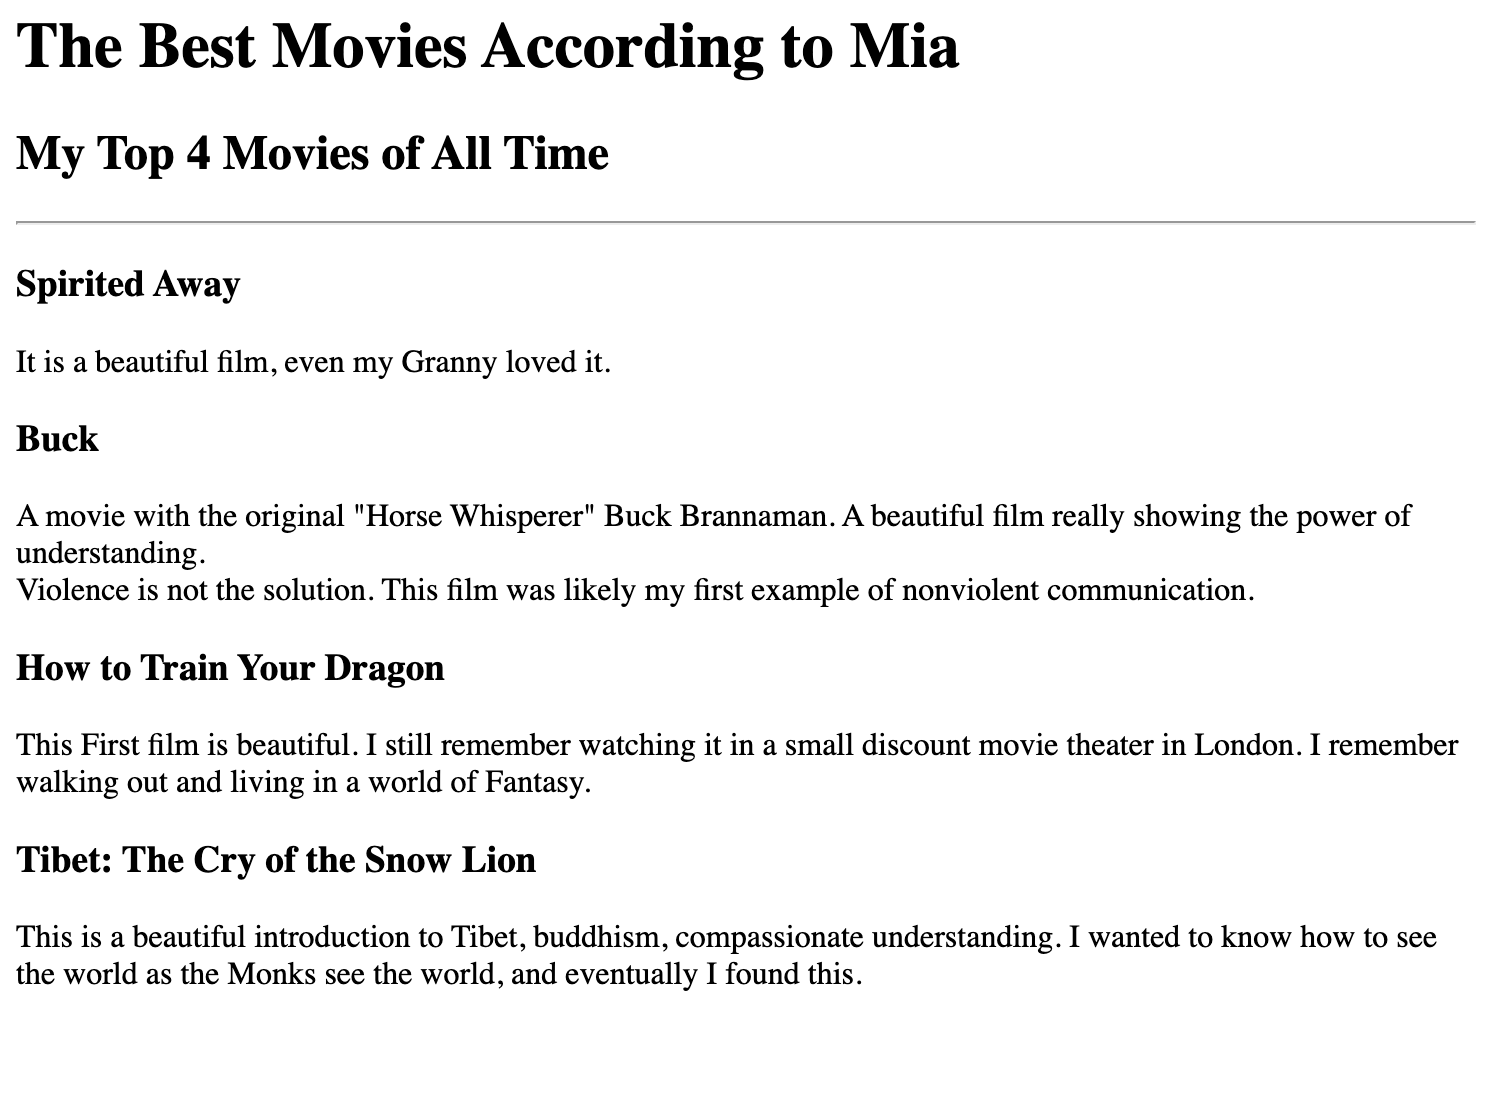 The Best Movies According to Mia
My Top 4 Movies of All Time
Spirited Away
It is a beautiful film, even my Granny loved it.
Buck
A movie with the original "Horse Whisperer" Buck Brannaman. A beautiful film really showing the power of
understanding.
Violence is not the solution. This film was likely my first example of nonviolent communication.
How to Train Your Dragon
This First film is beautiful. I still remember watching it in a small discount movie theater in London. I remember
walking out and living in a world of Fantasy.
Tibet: The Cry of the Snow Lion
This is a beautiful introduction to Tibet, buddhism, compassionate understanding. I wanted to know how to see
the world as the Monks see the world, and eventually I found this.